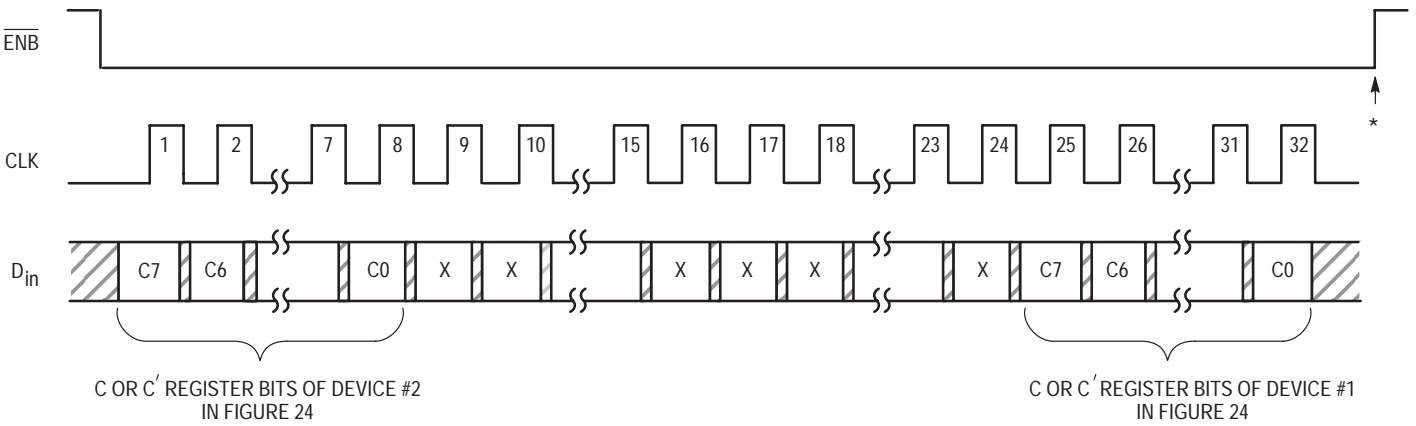 ENB
*
CLK 1 2 7 8 9 10 15 16 17 18 23 24 25 26 31 32
Din C7 C6 C0 X X X X X X C7 C6 C0
C OR C′ REGISTER BITS OF DEVICE #2
IN FIGURE 24
C OR C′ REGISTER BITS OF DEVICE #1
IN FIGURE 24